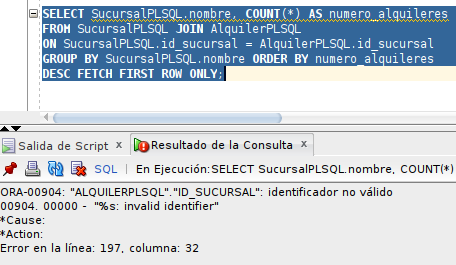 SELECT SucursalPLSQL.nombre, COUNT(*) AS numero_alquileres
FROM SucursalPLSQL JOIN AlquilerPLSQL
ON SucursalPLSQL.id_sucursal = AlquilerPLSQL.id_sucursal
GROUP BY SucursalPLSQL.nombre ORDER BY numero_alquileres
DESC FETCH FIRST ROW ONLY;
Salida de Script x Resultado de la Consulta x
SQL | En Ejecución:SELECT SucursalPLSQL.nombre, COUNT(*)
ORA-00904: "ALQUILERPLSQL"."ID_SUCURSAL": identificador no válido
00904. 00000 - "%s: invalid identifier"
*Cause:
*Action:
Error en la línea: 197, columna: 32